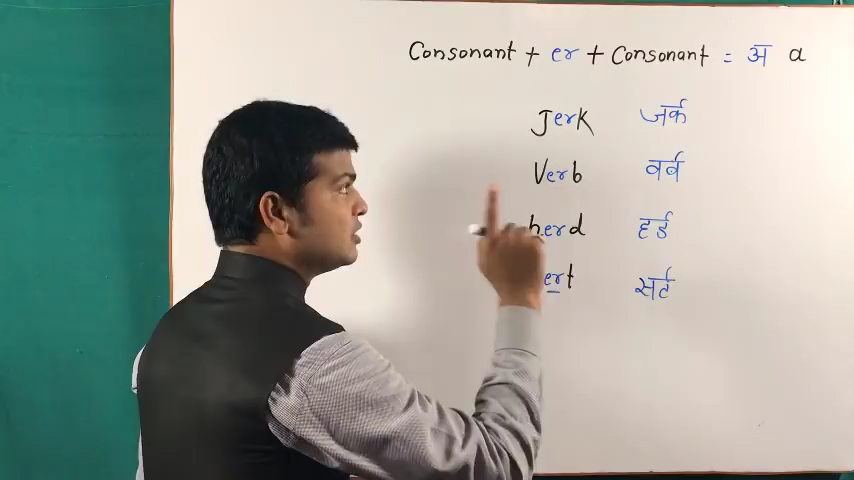 Consonant + er + Consonant = अ a
Jerk जर्क
Verb वर्व
herd हर्ड
ert सर्ट